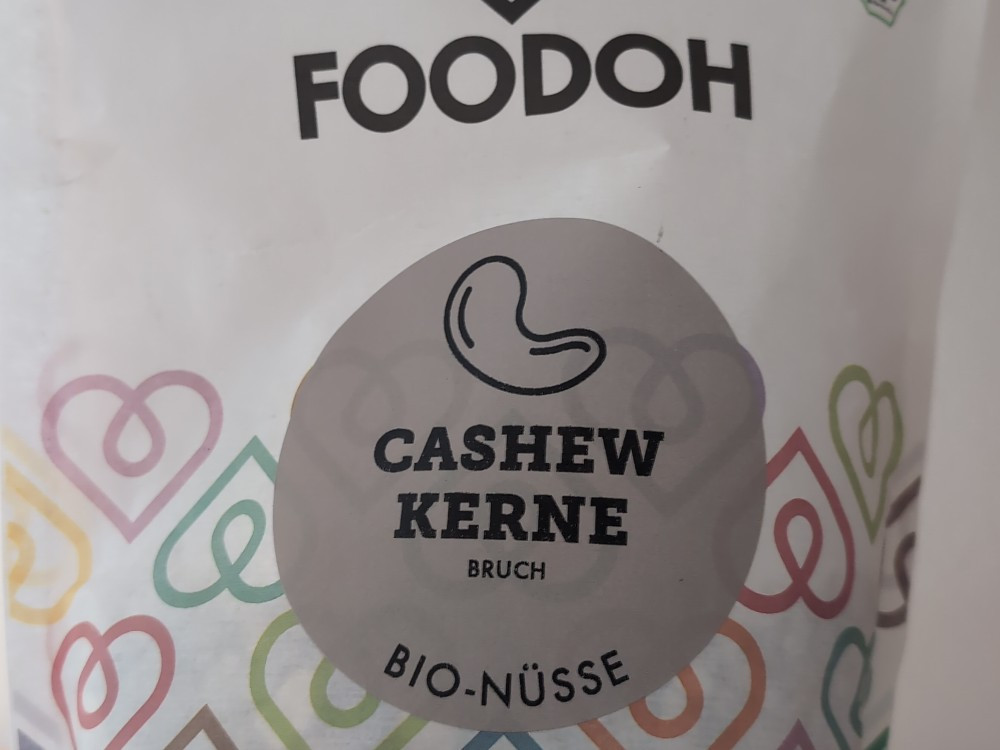 FOODOH
CASHEW
KERNE
BRUCH
BIO-NÜSSE